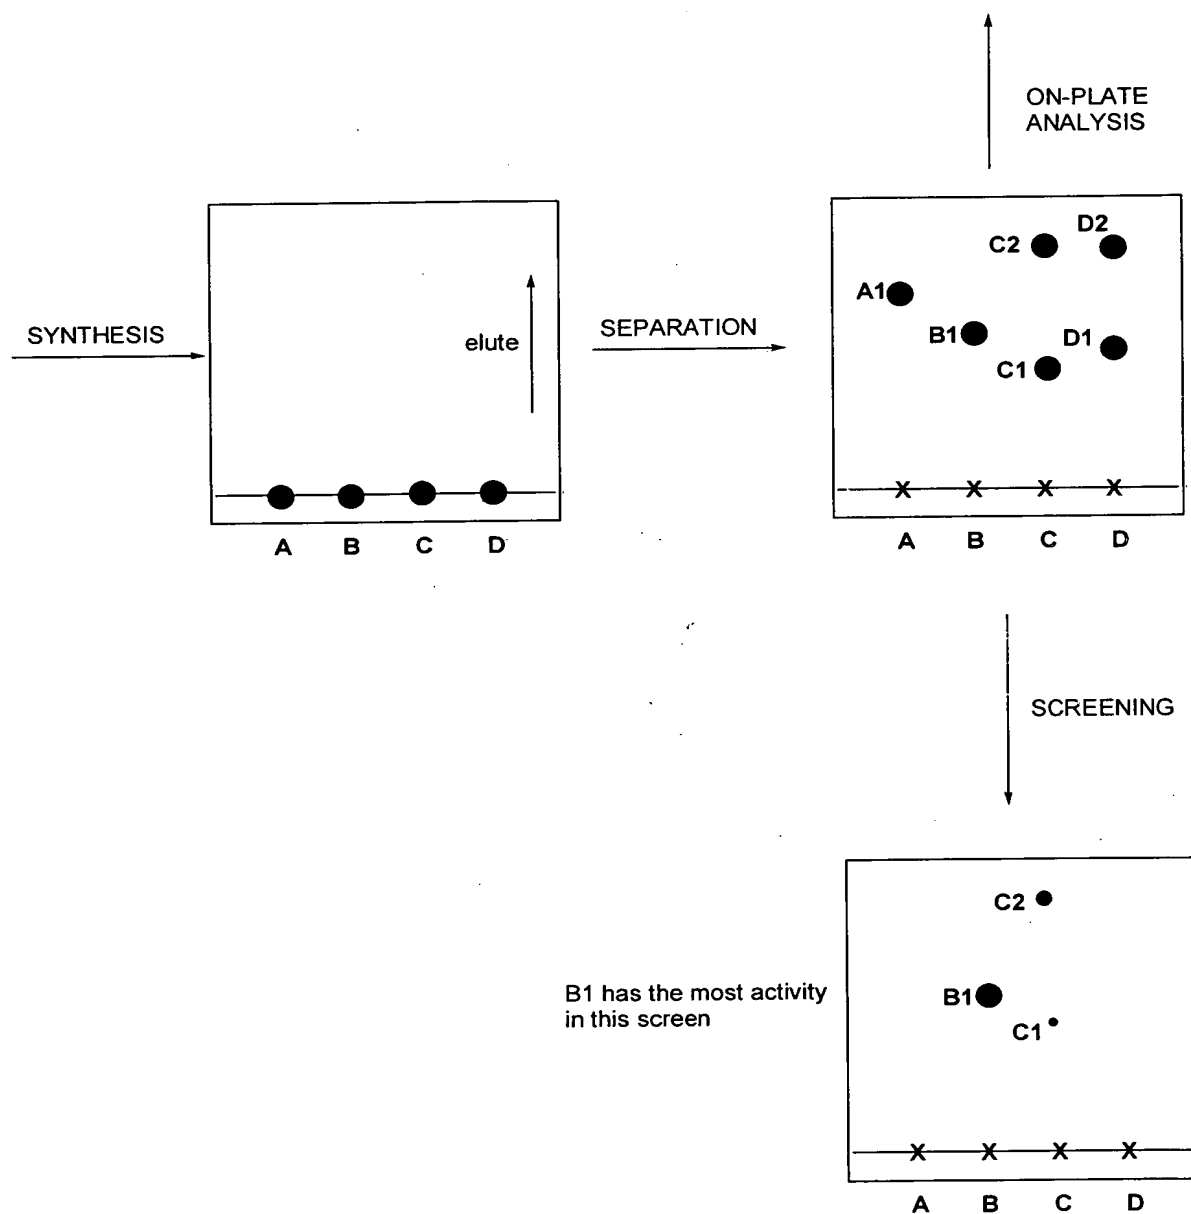 ON-PLATE
ANALYSIS
SYNTHESIS
elute
A B C D
SEPARATION
D2
C2
A1
B1
D1
C1
X X X X
A B C D
SCREENING
C2
B1 has the most activity
in this screen
B1
C1
X X X X
A B C D